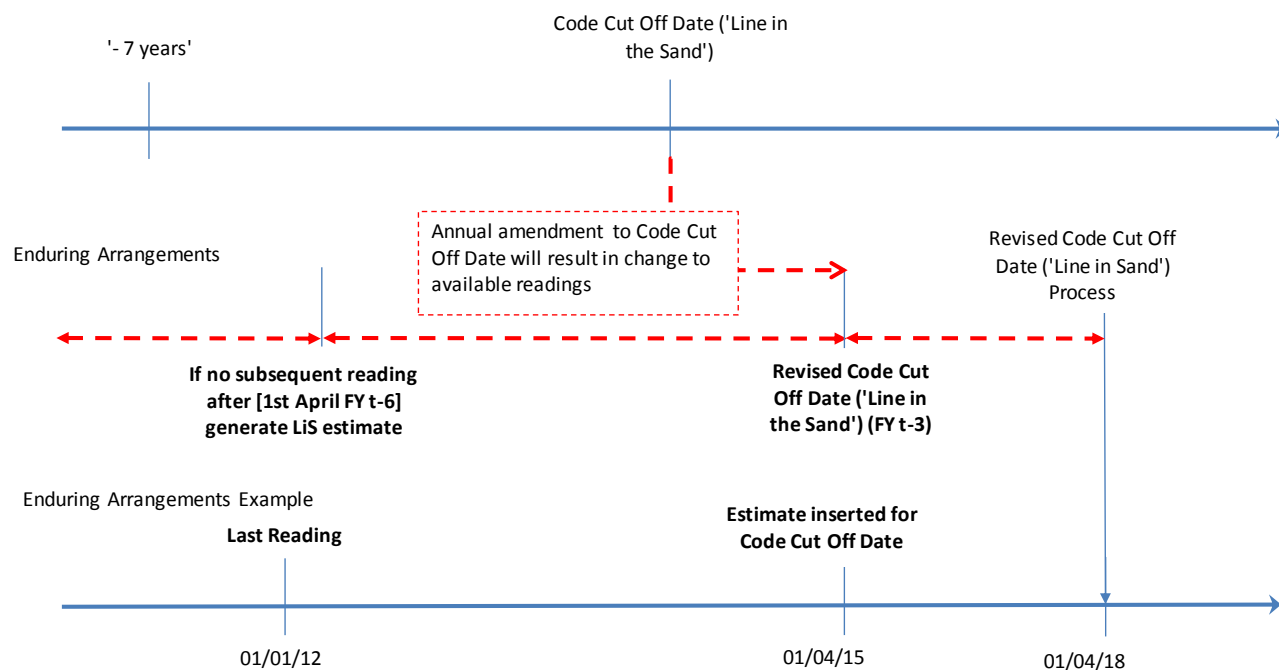 Code Cut Off Date ('Line in
the Sand')
'- 7 years'
Annual amendment to Code Cut
Off Date will result in change to
available readings
Enduring Arrangements
Revised Code Cut Off
Date ('Line in Sand')
Process
If no subsequent reading
after [1st April FY t-6]
generate LiS estimate
Revised Code Cut
Off Date ('Line in
the Sand') (FY t-3)
Enduring Arrangements Example
Last Reading
Estimate inserted for
Code Cut Off Date
01/01/12
01/04/15
01/04/18